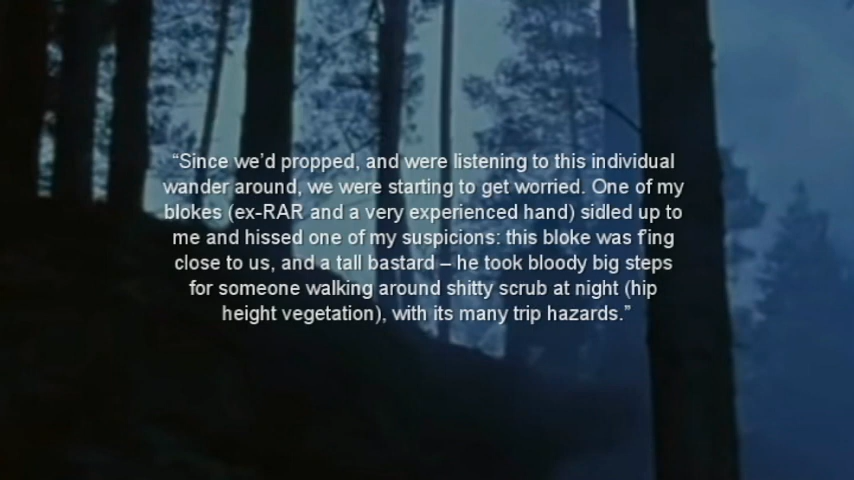 “Since we’d propped, and were listening to this individual
wander around, we were starting to get worried. One of my
blokes (ex-RAR and a very experienced hand) sidled up to
me and hissed one of my suspicions: this bloke was f’ing
close to us, and a tall bastard – he took bloody big steps
for someone walking around shitty scrub at night (hip
height vegetation), with its many trip hazards.”